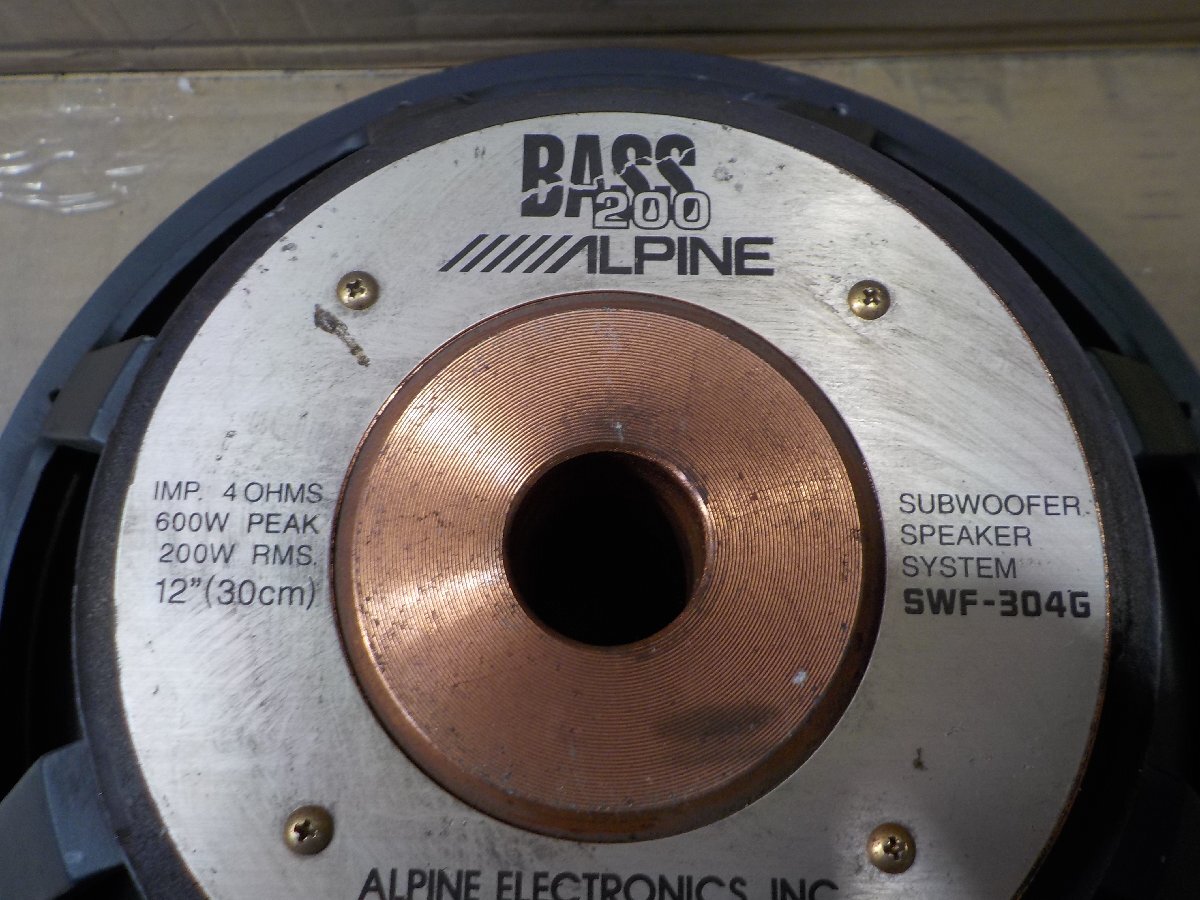 BASS
200
ALPINE
IMP. 4 OHMS
600W PEAK
200W RMS.
12"(30cm)
SUBWOOFER
SPEAKER
SYSTEM
SWF-304G
ALPINE ELECTRONICS, INC.